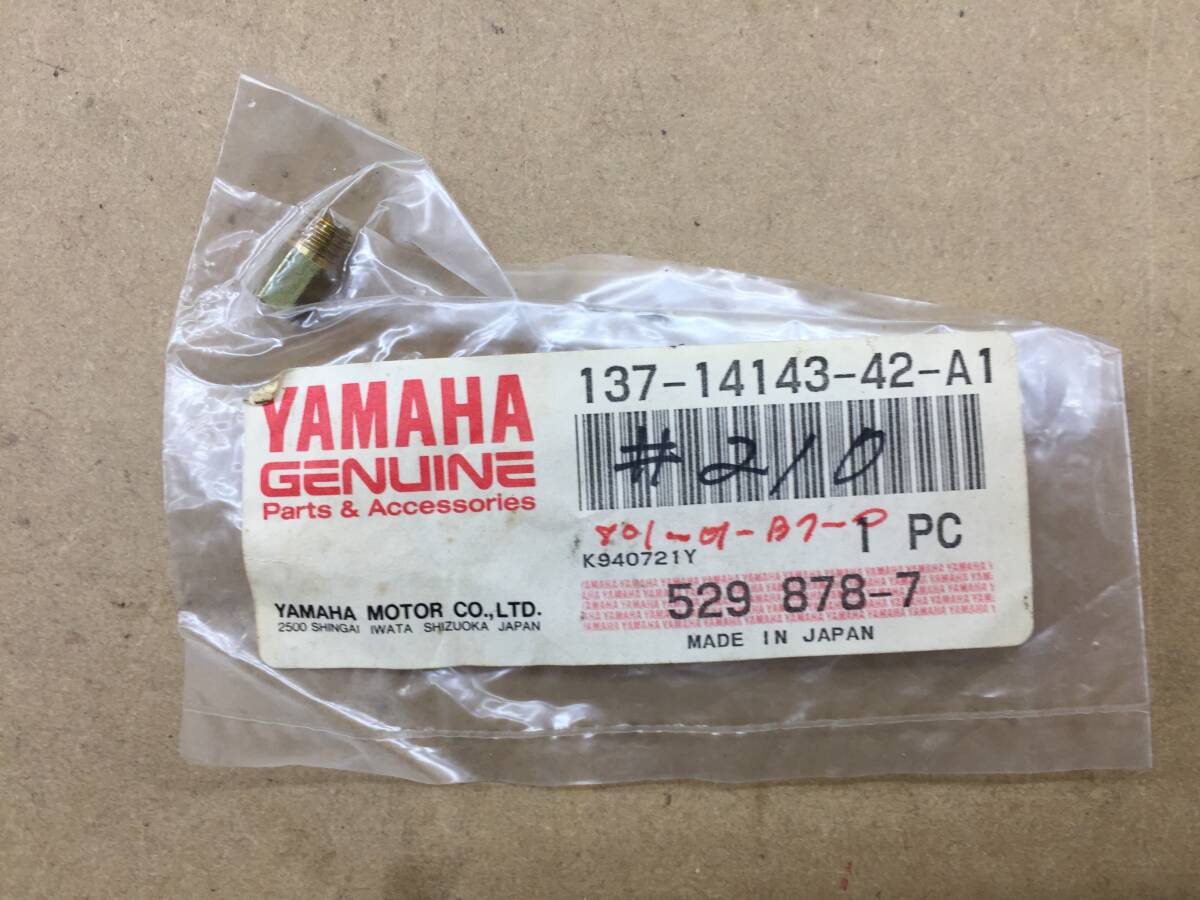 YAMAHA
GENUINE
Parts & Accessories
YAMAHA MOTOR CO.,LTD.
2500 SHINGAI IWATA SHIZUOKA JAPAN
137-14143-42-A1
#210
1 PC
K940721Y
529 878-7
MADE IN JAPAN